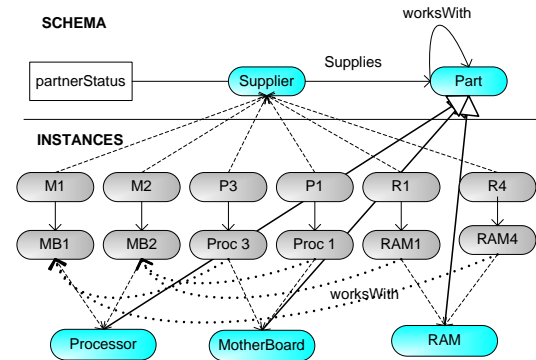 worksWith
SCHEMA
Supplies
partnerStatus
Supplier
Part
INSTANCES
M1
M2
P3
P1
R1
R4
MB1
MB2
Proc 3
Proc 1
RAM1
RAM4
worksWith
Processor
MotherBoard
RAM